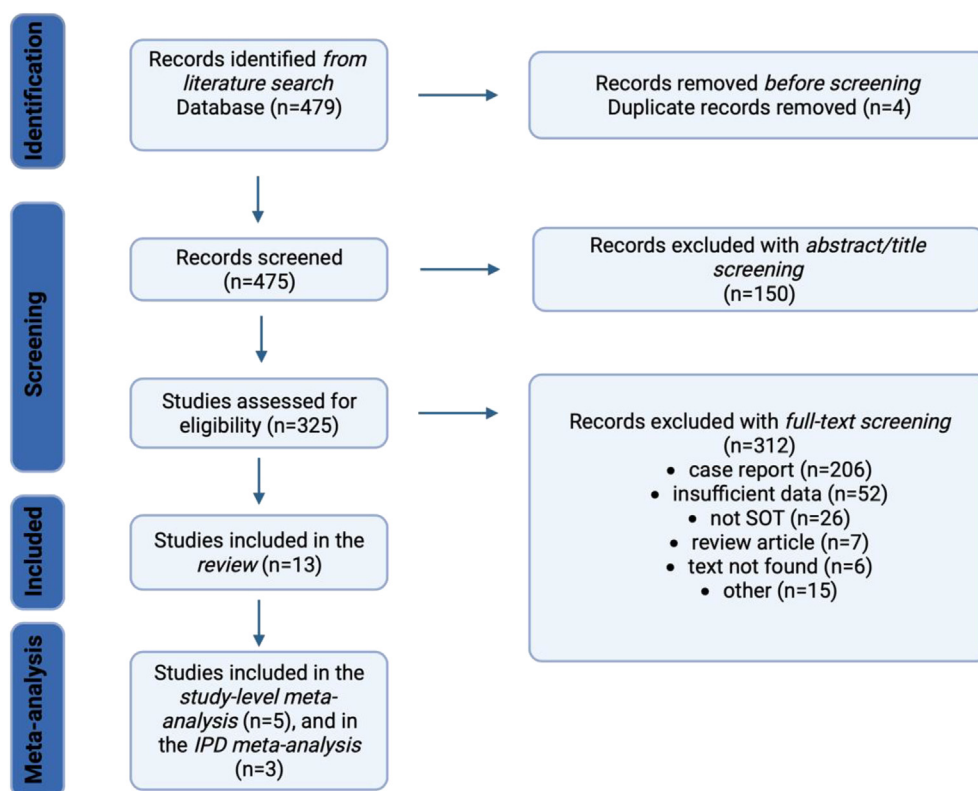 Identification
Records identified from
literature search
Database (n=479)
Records removed before screening
Duplicate records removed (n=4)
Screening
Records screened
(n=475)
Records excluded with abstract/title
screening
(n=150)
Studies assessed for
eligibility (n=325)
Records excluded with full-text screening
(n=312)
• case report (n=206)
• insufficient data (n=52)
• not SOT (n=26)
• review article (n=7)
• text not found (n=6)
• other (n=15)
Included
Studies included in the
review (n=13)
Meta-analysis
Studies included in the
study-level meta-
analysis (n=5), and in
the IPD meta-analysis
(n=3)